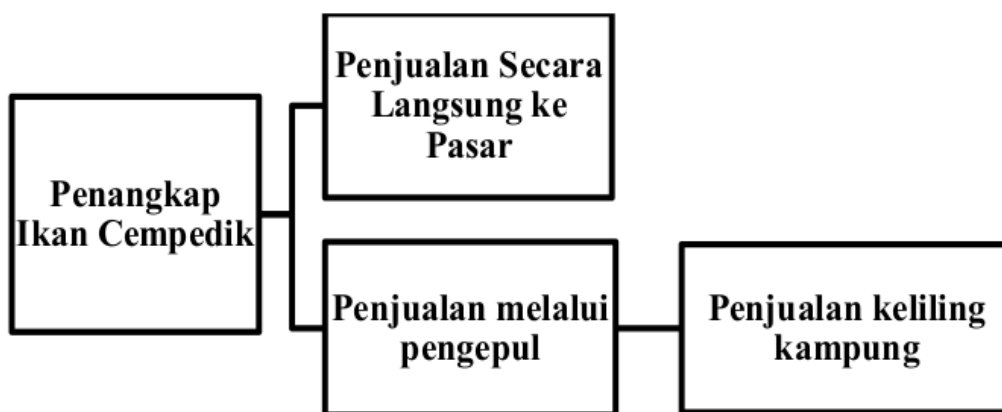 Penangkap
Ikan Cempedik
Penjualan Secara
Langsung ke
Pasar
Penjualan melalui
pengepul
Penjualan keliling
kampung